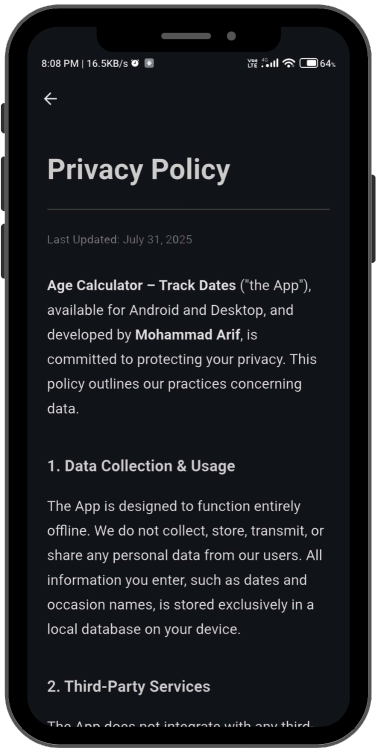 8:08 PM | 16.5KB/s
Vo LTE 4G 64%
Privacy Policy
Last Updated: July 31, 2025
Age Calculator – Track Dates ("the App"),
available for Android and Desktop, and
developed by Mohammad Arif, is
committed to protecting your privacy. This
policy outlines our practices concerning
data.
1. Data Collection & Usage
The App is designed to function entirely
offline. We do not collect, store, transmit, or
share any personal data from our users. All
information you enter, such as dates and
occasion names, is stored exclusively in a
local database on your device.
2. Third-Party Services
The App does not integrate with any third-